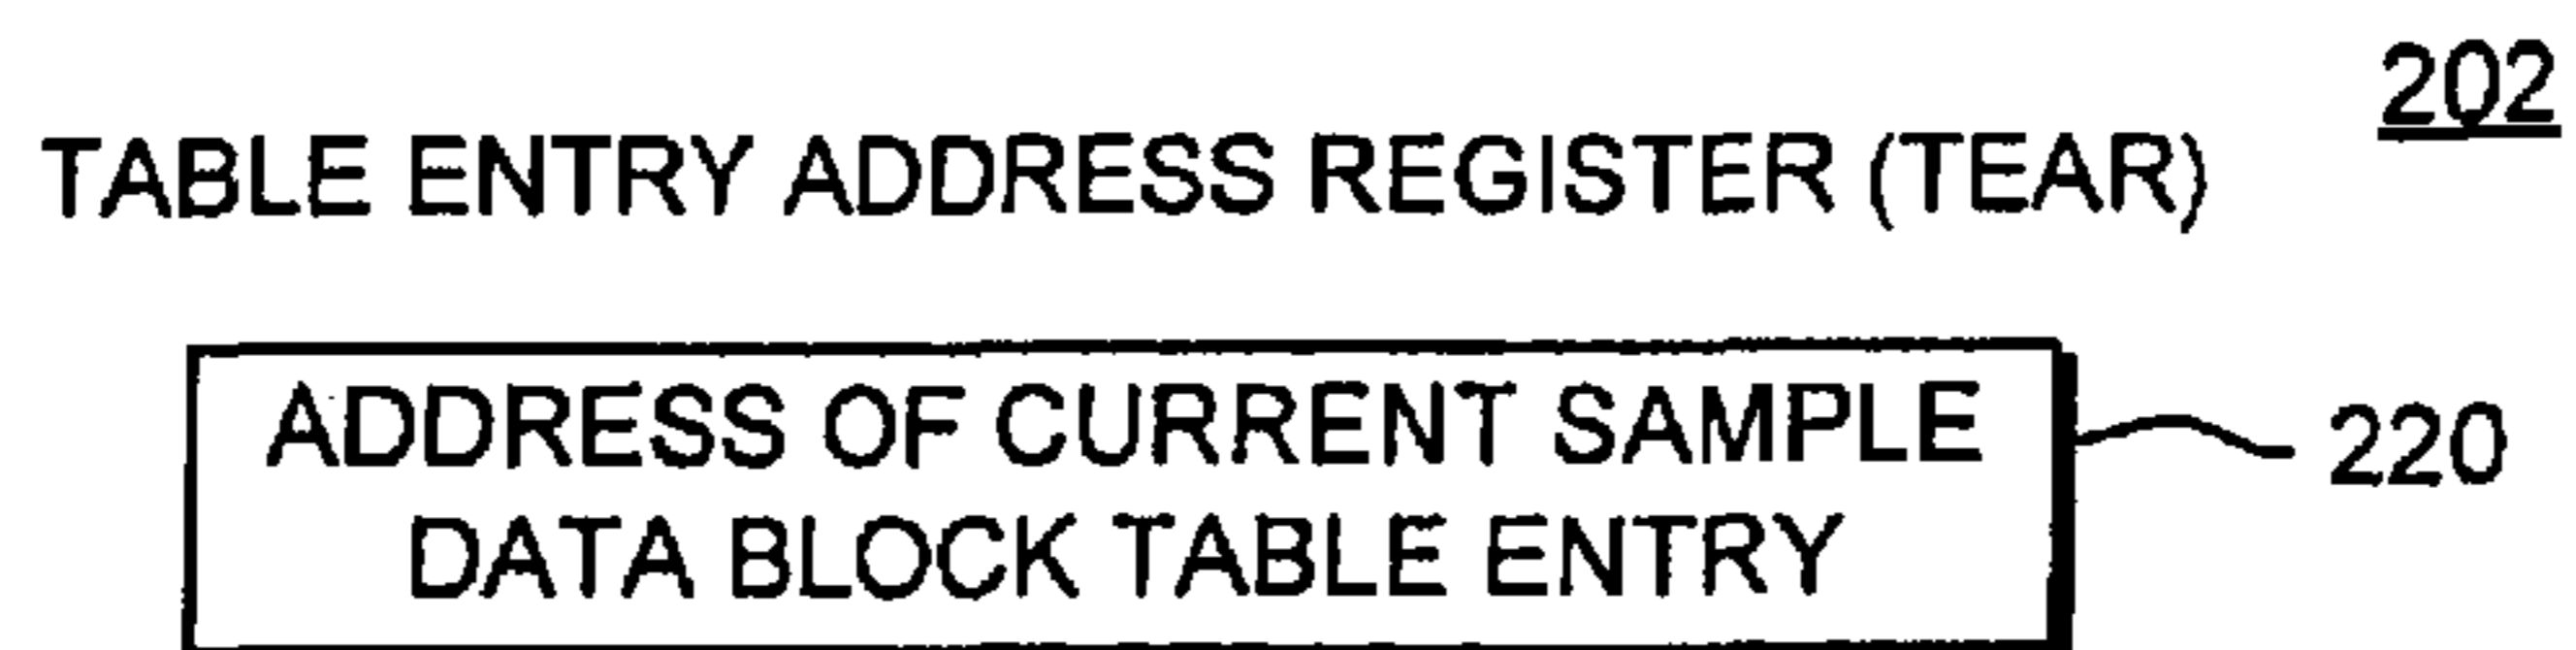 202
TABLE ENTRY ADDRESS REGISTER (TEAR)
ADDRESS OF CURRENT SAMPLE
DATA BLOCK TABLE ENTRY
220